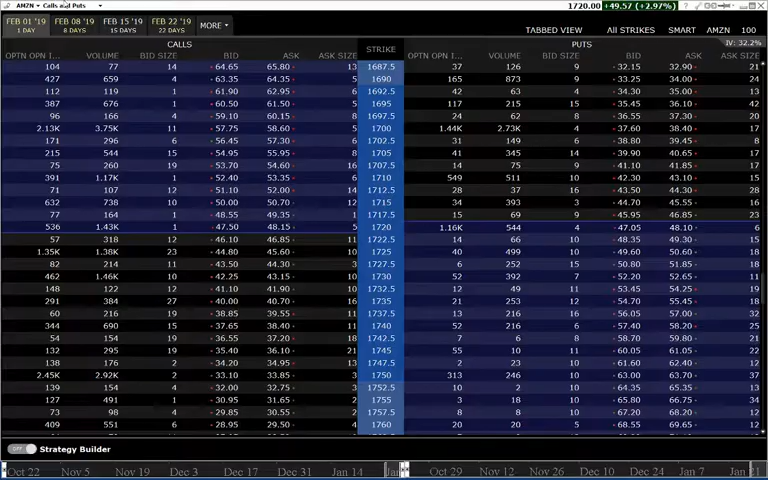 AMZN Calls and Puts 1720.00 +49.57 (+2.97%)
FEB 01 '19 FEB 08 '19 FEB 15 '19 FEB 22 '19 MORE TABBED VIEW All STRIKES SMART AMZN 100
1 DAY 8 DAYS 15 DAYS 22 DAYS
CALLS STRIKE PUTS IV: 32.2%
OPTN OPN I... VOLUME BID SIZE BID ASK ASK SIZE OPTN OPN I... VOLUME BID SIZE BID ASK ASK SIZE
104 77 14 64.65 65.80 13 1687.5 37 126 9 32.15 32.90 21
427 659 4 63.35 64.35 5 1690 165 873 9 33.25 34.00 24
112 119 1 61.90 62.95 6 1692.5 42 63 4 34.30 35.00 13
387 676 1 60.50 61.50 5 1695 117 215 15 35.45 36.10 42
96 166 4 59.10 60.15 8 1697.5 24 62 8 36.55 37.30 20
2.13K 3.75K 11 57.75 58.60 5 1700 1.44K 2.73K 4 37.60 38.40 17
171 296 6 56.45 57.30 6 1702.5 31 149 6 38.80 39.45 8
215 544 15 54.95 55.95 8 1705 41 345 14 39.90 40.65 17
75 260 19 53.70 54.60 16 1707.5 14 75 9 41.10 41.85 17
391 1.17K 1 52.40 53.35 6 1710 549 511 10 42.30 43.10 15
71 107 12 51.10 52.00 14 1712.5 28 37 16 43.50 44.30 28
632 738 10 50.00 50.70 12 1715 34 393 3 44.70 45.55 16
77 164 1 48.55 49.35 1 1717.5 15 69 9 45.95 46.85 23
536 1.43K 1 47.50 48.15 5 1720 1.16K 544 4 47.05 48.10 6
57 318 12 46.10 46.85 11 1722.5 14 66 10 48.35 49.30 15
1.35K 1.38K 23 44.80 45.60 10 1725 40 499 10 49.60 50.60 18
82 214 11 43.50 44.30 11 1727.5 6 252 15 50.80 51.85 18
462 1.46K 10 42.25 43.15 10 1730 52 392 7 52.20 52.65 11
148 122 12 41.10 41.90 10 1732.5 12 49 11 53.45 54.25 19
291 384 27 40.00 40.70 16 1735 21 253 12 54.70 55.45 18
60 216 19 38.85 39.55 11 1737.5 13 216 16 56.05 57.00 32
344 690 15 37.65 38.40 11 1740 52 216 6 57.40 58.20 25
54 154 19 36.55 37.20 18 1742.5 7 6 8 58.70 59.80 21
132 295 19 35.40 36.10 21 1745 55 10 11 60.05 61.05 22
138 176 2 34.20 34.95 13 1747.5 2 23 10 61.60 62.40 12
2.45K 2.92K 2 33.10 33.85 3 1750 313 246 10 63.00 63.70 37
139 154 4 32.00 32.75 3 1752.5 10 2 10 64.35 65.35 18
127 491 1 30.95 31.65 2 1755 3 18 10 65.80 66.75 34
73 98 4 29.85 30.55 2 1757.5 8 8 10 67.20 68.20 12
409 551 6 28.95 29.50 4 1760 20 5 10 68.65 69.55 12
OFF Strategy Builder
Oct 22 Nov 5 Nov 19 Dec 3 Dec 17 Dec 31 Jan 14 Oct 29 Nov 12 Nov 26 Dec 10 Dec 24 Jan 7 Jan 21